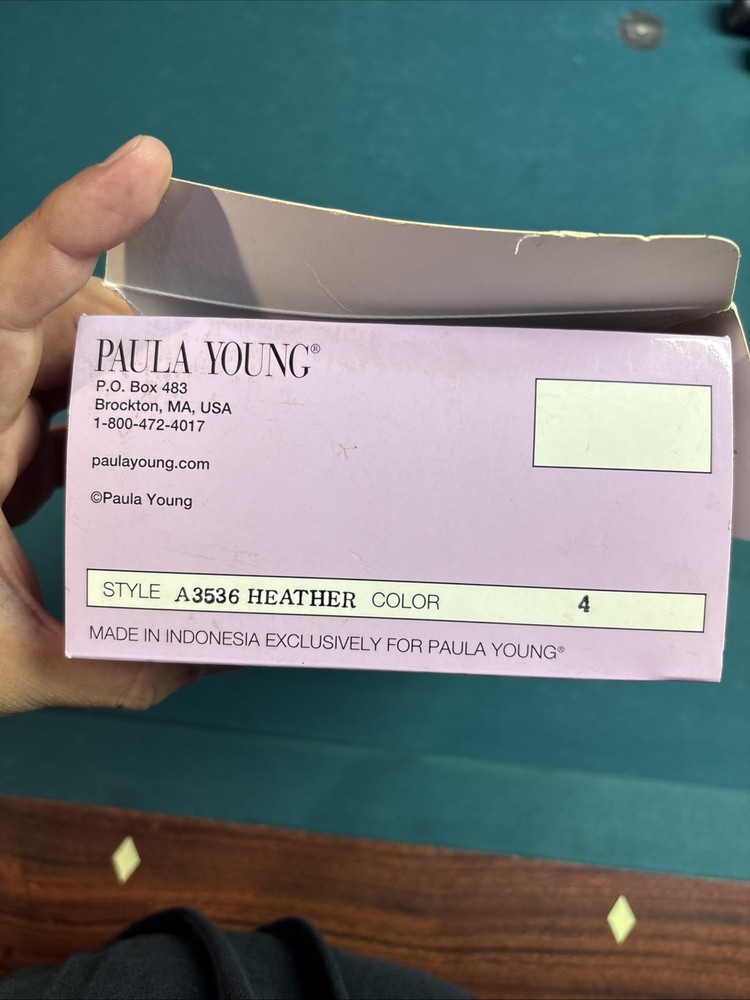 PAULA YOUNG®
P.O. Box 483
Brockton, MA, USA
1-800-472-4017
paulayoung.com
©Paula Young
STYLE A3536 HEATHER COLOR 4
MADE IN INDONESIA EXCLUSIVELY FOR PAULA YOUNG®